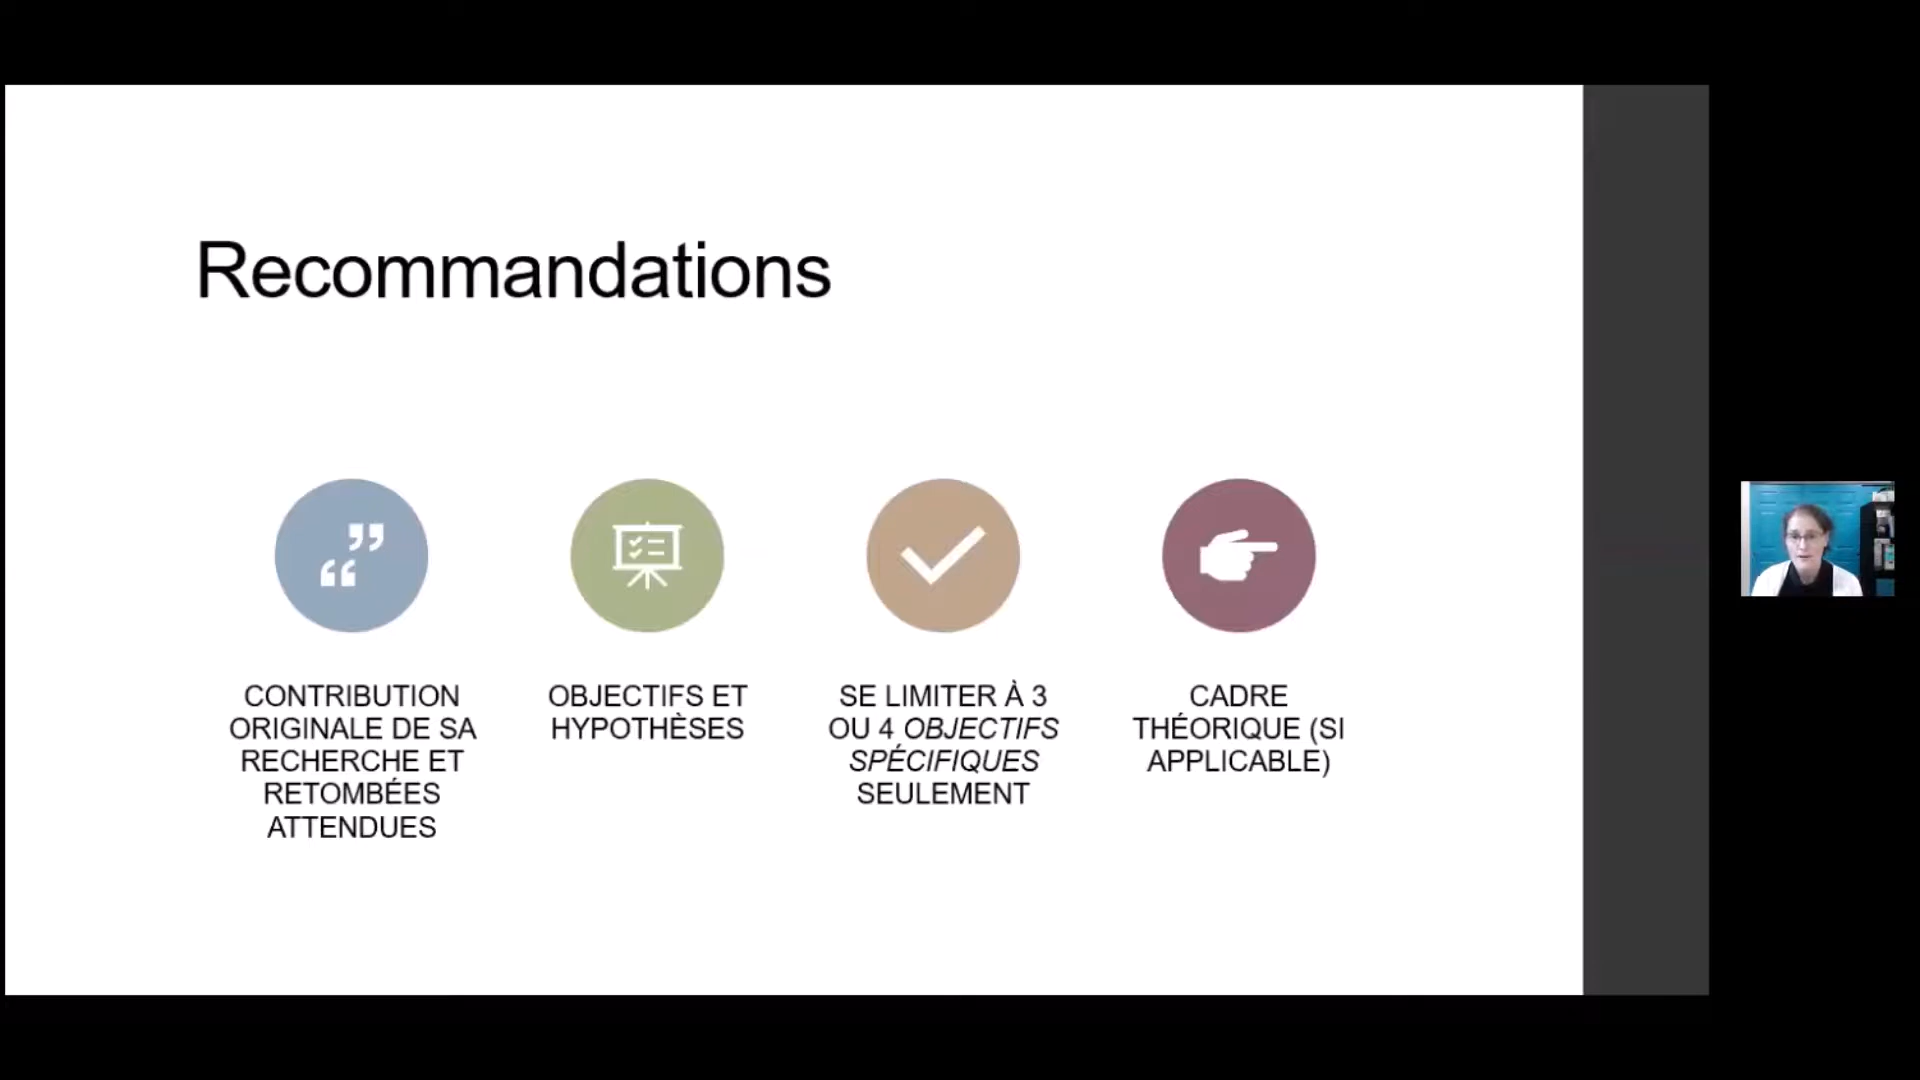 Recommandations
CONTRIBUTION
ORIGINALE DE SA
RECHERCHE ET
RETOMBÉES
ATTENDUES
OBJECTIFS ET
HYPOTHÈSES
SE LIMITER À 3
OU 4 OBJECTIFS
SPÉCIFIQUES
SEULEMENT
CADRE
THÉORIQUE (SI
APPLICABLE)